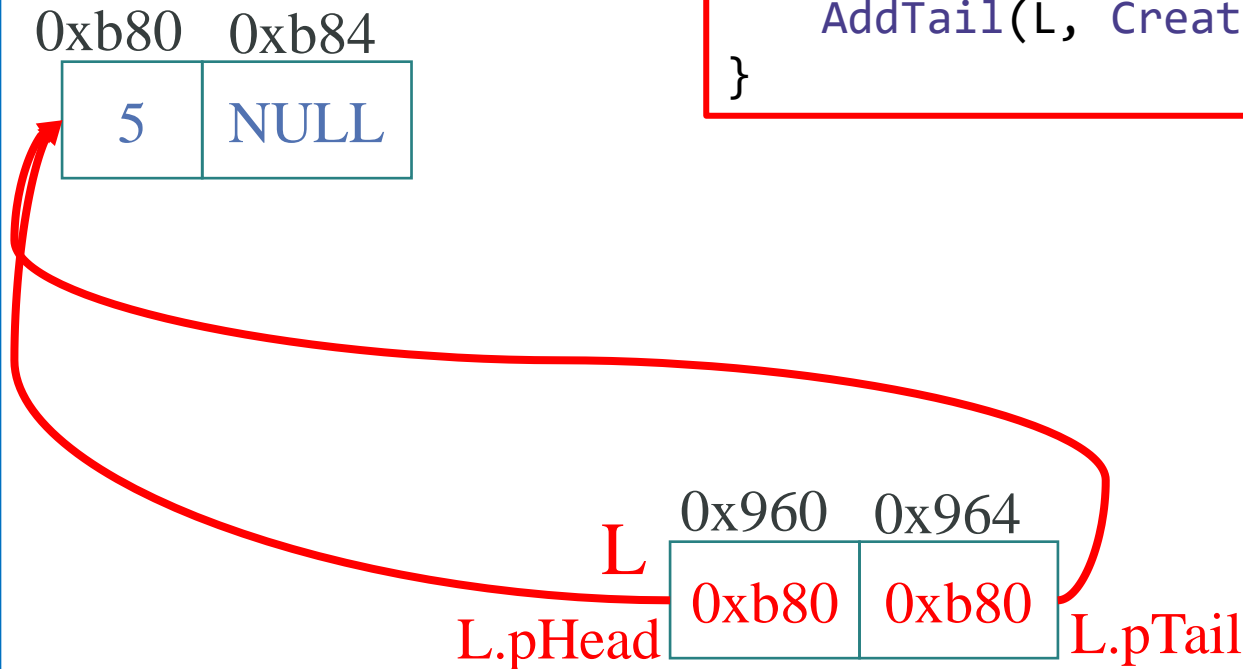 0xb80 0xb84
5 NULL
AddTail(L, Creat
}
L
0x960 0x964
0xb80 0xb80
L.pHead
L.pTail